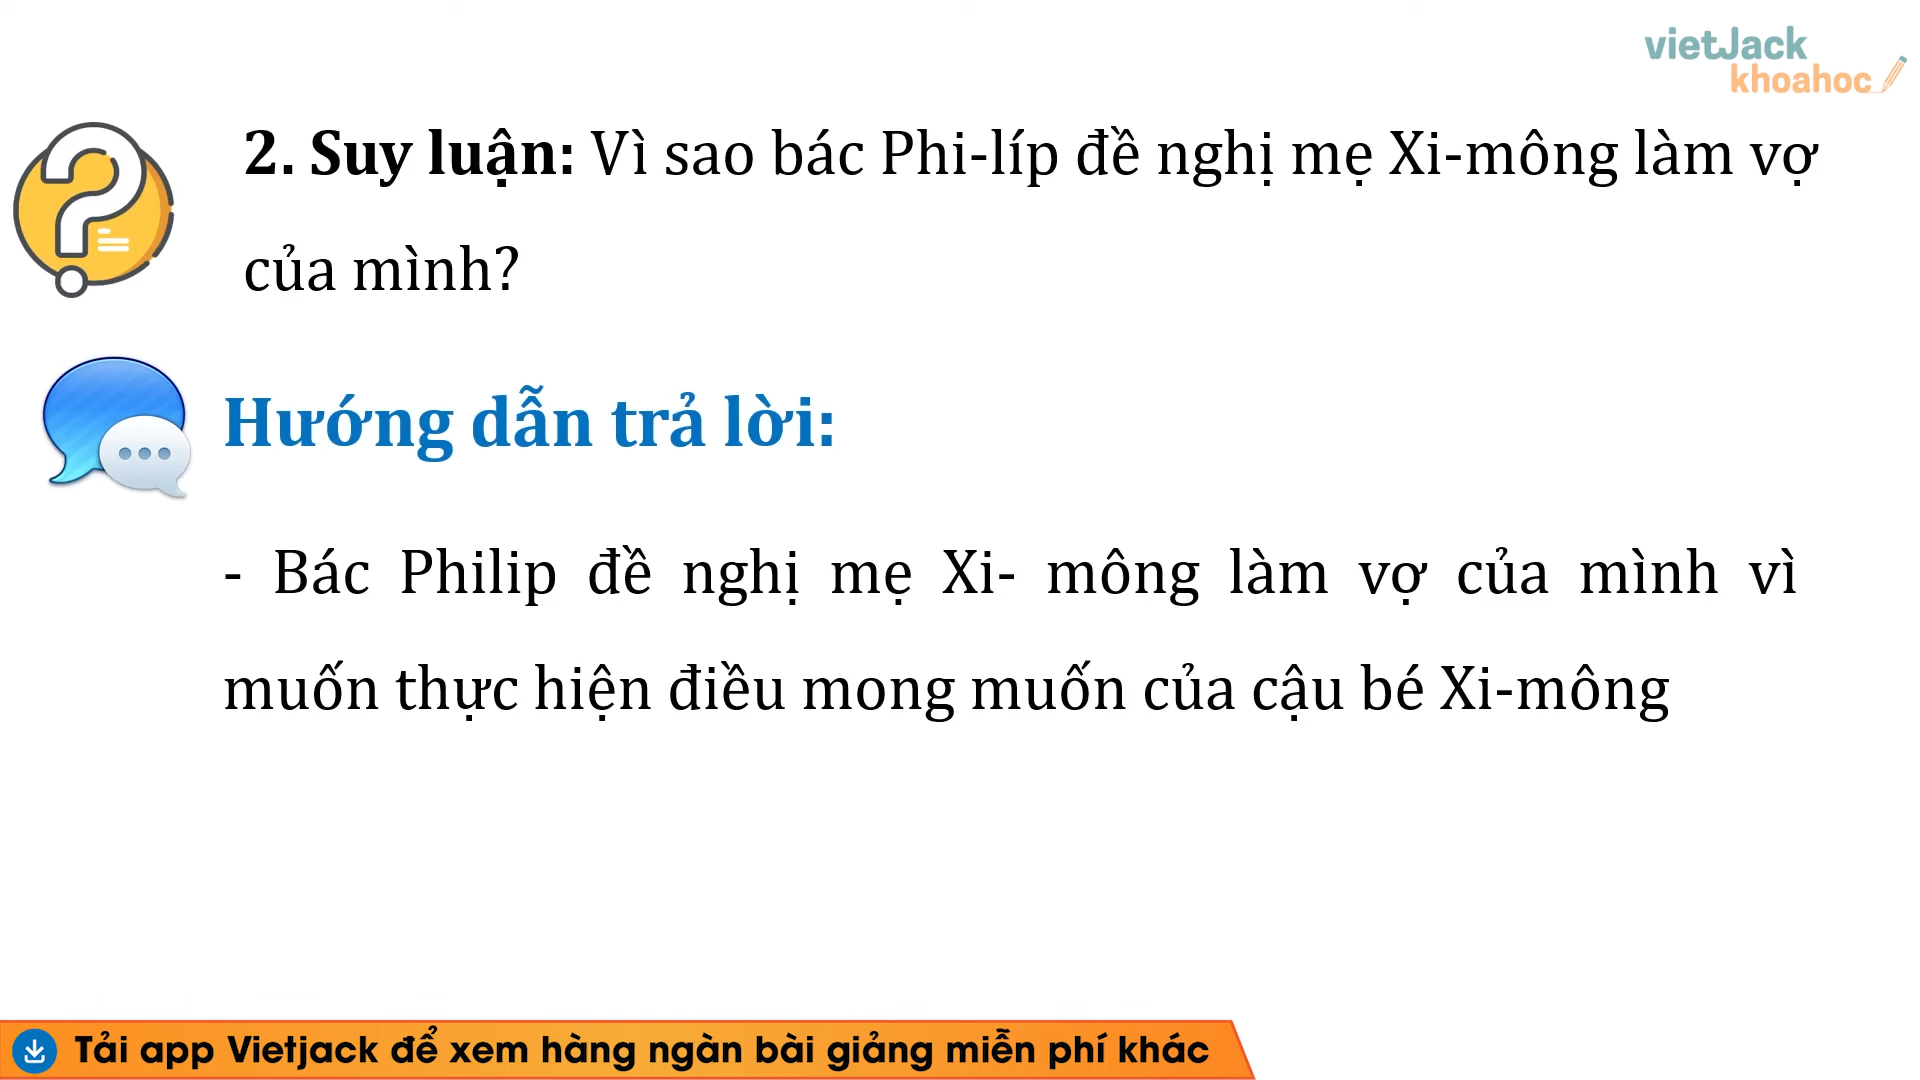 vietJack
khoahoc
2. Suy luận: Vì sao bác Phi-líp đề nghị mẹ Xi-mông làm vợ
của mình?
Hướng dẫn trả lời:
- Bác Philip đề nghị mẹ Xi- mông làm vợ của mình vì
muốn thực hiện điều mong muốn của cậu bé Xi-mông
Tải app Vietjack để xem hàng ngàn bài giảng miễn phí khác